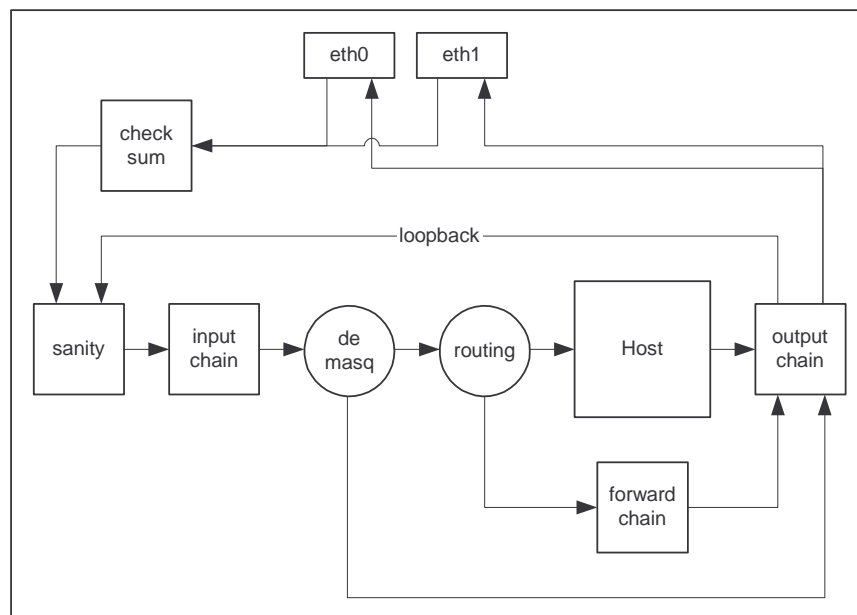 eth0
eth1
check
sum
loopback
sanity
input
chain
de
masq
routing
Host
output
chain
forward
chain